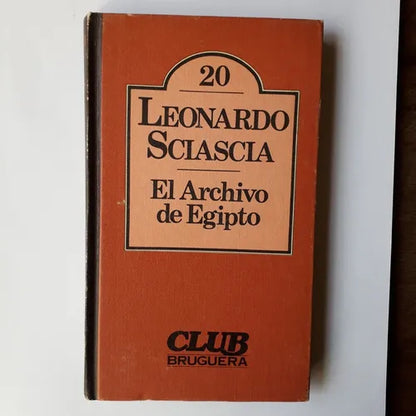 20
LEONARDO
SCIASCIA
El Archivo
de Egipto
CLUB
BRUGUERA